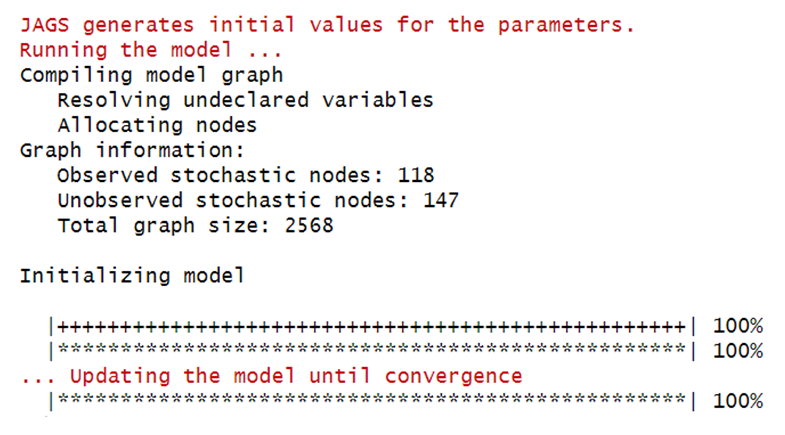 JAGS generates initial values for the parameters.
Running the model ...
Compiling model graph
   Resolving undeclared variables
   Allocating nodes
Graph information:
   Observed stochastic nodes: 118
   Unobserved stochastic nodes: 147
   Total graph size: 2568

Initializing model

  |++++++++++++++++++++++++++++++++++++++++++++++++++| 100%
  |**************************************************| 100%
... Updating the model until convergence
  |**************************************************| 100%